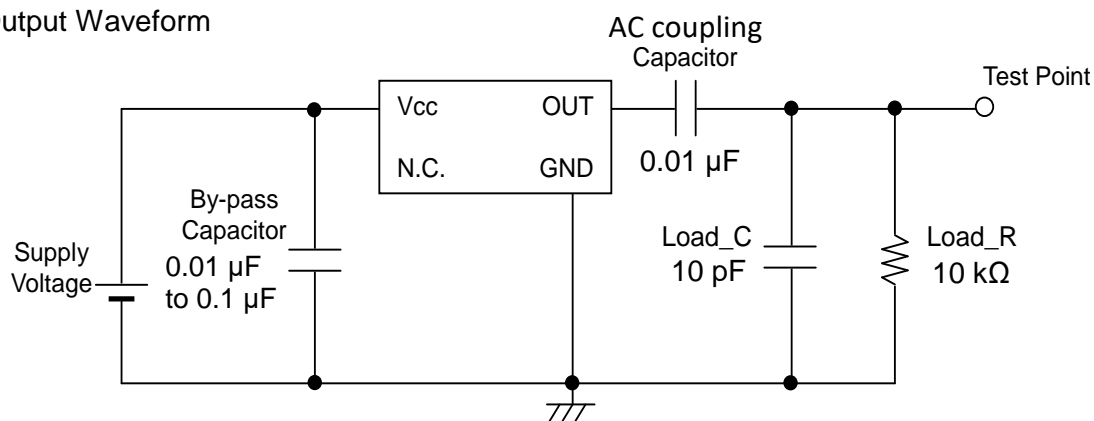 Output Waveform
AC coupling
Capacitor
0.01 µF
Test Point
Vcc
OUT
N.C.
GND
By-pass
Capacitor
0.01 µF
to 0.1 µF
Supply
Voltage
Load_C
10 pF
Load_R
10 kΩ